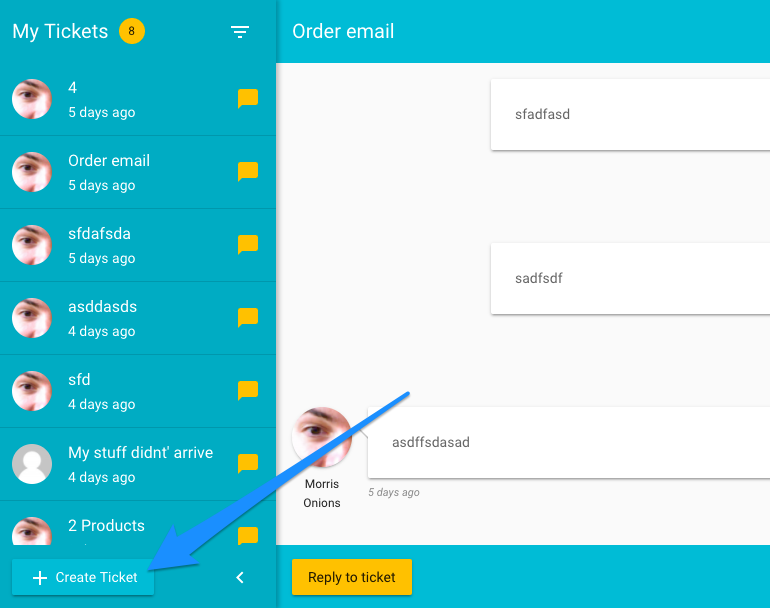 My Tickets 8
4
5 days ago
Order email
5 days ago
sfdafsda
5 days ago
asddasds
4 days ago
sfd
4 days ago
My stuff didnt' arrive
4 days ago
2 Products
Create Ticket
Order email
sfadfasd
sadfsdf
asdffsdasad
Morris
Onions
5 days ago
Reply to ticket